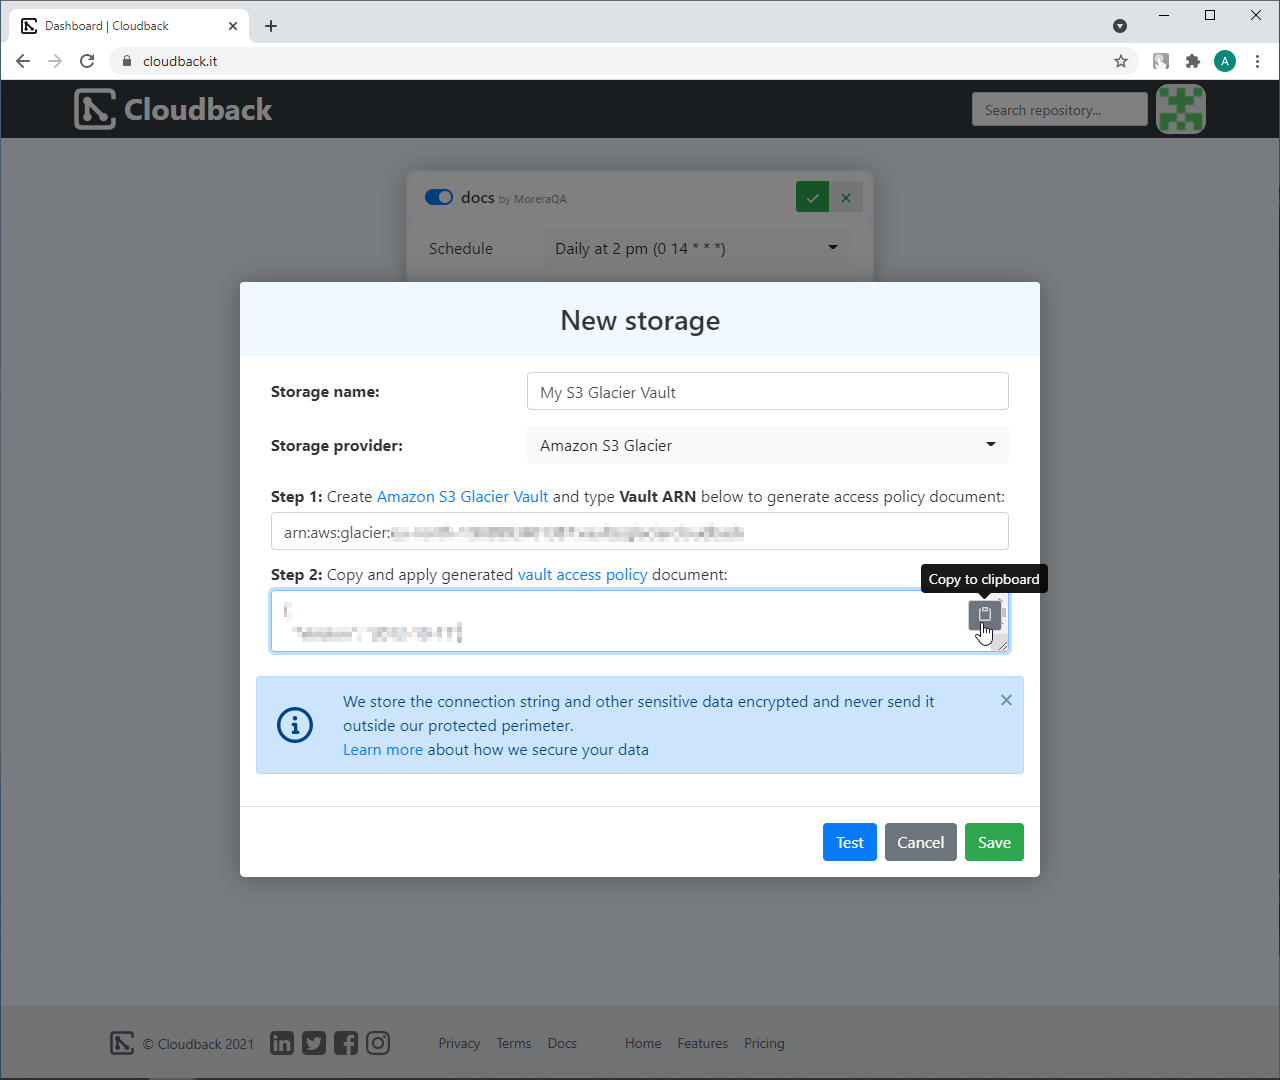 Dashboard | Cloudback
cloudback.it
A
Cloudback
Search repository...
docs by MoreraQA
Schedule
Daily at 2 pm (0 14 * * *)
New storage
Storage name:
My S3 Glacier Vault
Storage provider:
Amazon S3 Glacier
Step 1: Create Amazon S3 Glacier Vault and type Vault ARN below to generate access policy document:
arn:aws:glacier:
Step 2: Copy and apply generated vault access policy document:
Copy to clipboard
We store the connection string and other sensitive data encrypted and never send it
outside our protected perimeter.
Learn more about how we secure your data
Test
Cancel
Save
© Cloudback 2021
Privacy
Terms
Docs
Home
Features
Pricing